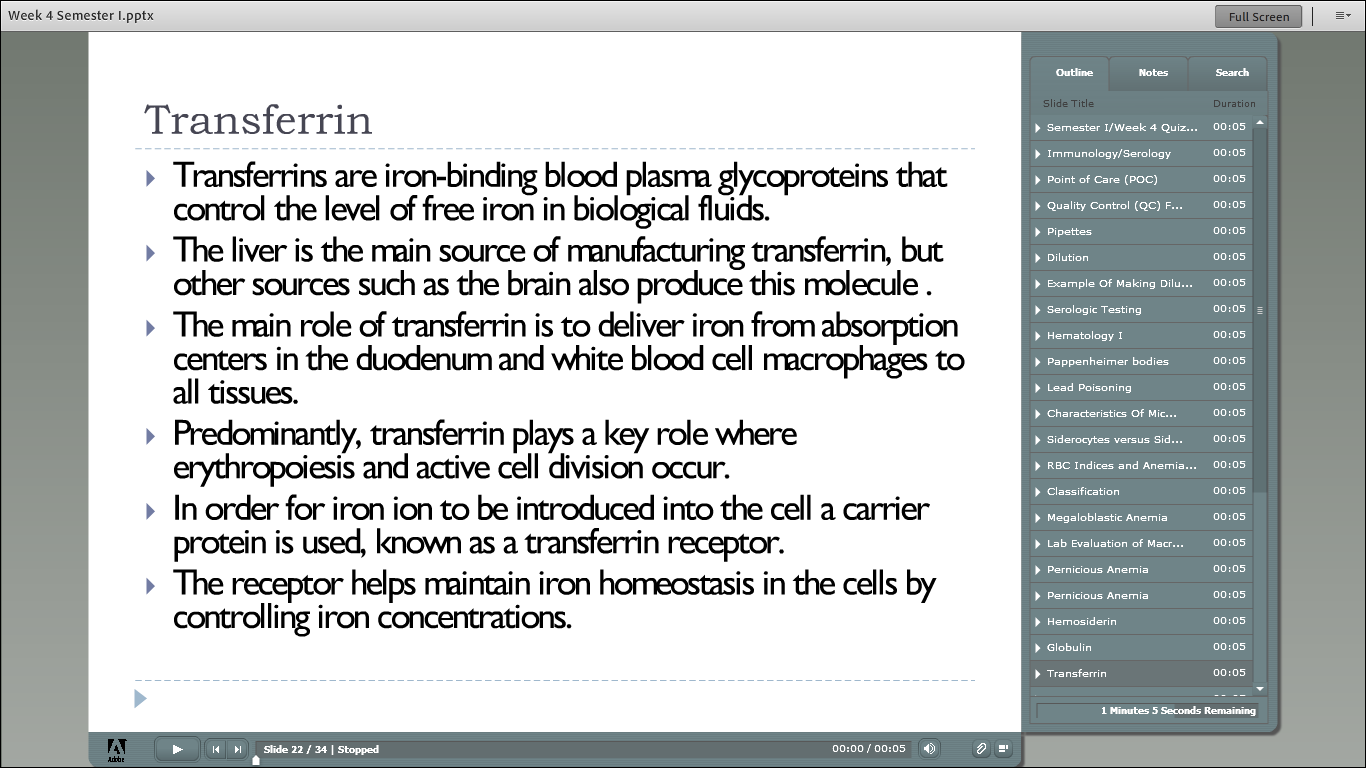 Week 4 Semester I.pptx
Full Screen
Transferrin
Transferrins are iron-binding blood plasma glycoproteins that
control the level of free iron in biological fluids.
The liver is the main source of manufacturing transferrin, but
other sources such as the brain also produce this molecule .
The main role of transferrin is to deliver iron from absorption
centers in the duodenum and white blood cell macrophages to
all tissues.
Predominantly, transferrin plays a key role where
erythropoiesis and active cell division occur.
In order for iron ion to be introduced into the cell a carrier
protein is used, known as a transferrin receptor.
The receptor helps maintain iron homeostasis in the cells by
controlling iron concentrations.
Outline Notes Search
Slide Title Duration
Semester I/Week 4 Quiz... 00:05
Immunology/Serology 00:05
Point of Care (POC) 00:05
Quality Control (QC) F... 00:05
Pipettes 00:05
Dilution 00:05
Example Of Making Dilu... 00:05
Serologic Testing 00:05
Hematology I 00:05
Pappenheimer bodies 00:05
Lead Poisoning 00:05
Characteristics Of Mic... 00:05
Siderocytes versus Sid... 00:05
RBC Indices and Anemia... 00:05
Classification 00:05
Megaloblastic Anemia 00:05
Lab Evaluation of Macr... 00:05
Pernicious Anemia 00:05
Pernicious Anemia 00:05
Hemosiderin 00:05
Globulin 00:05
Transferrin 00:05
1 Minutes 5 Seconds Remaining
Adobe
Slide 22 / 34 | Stopped
00:00 / 00:05